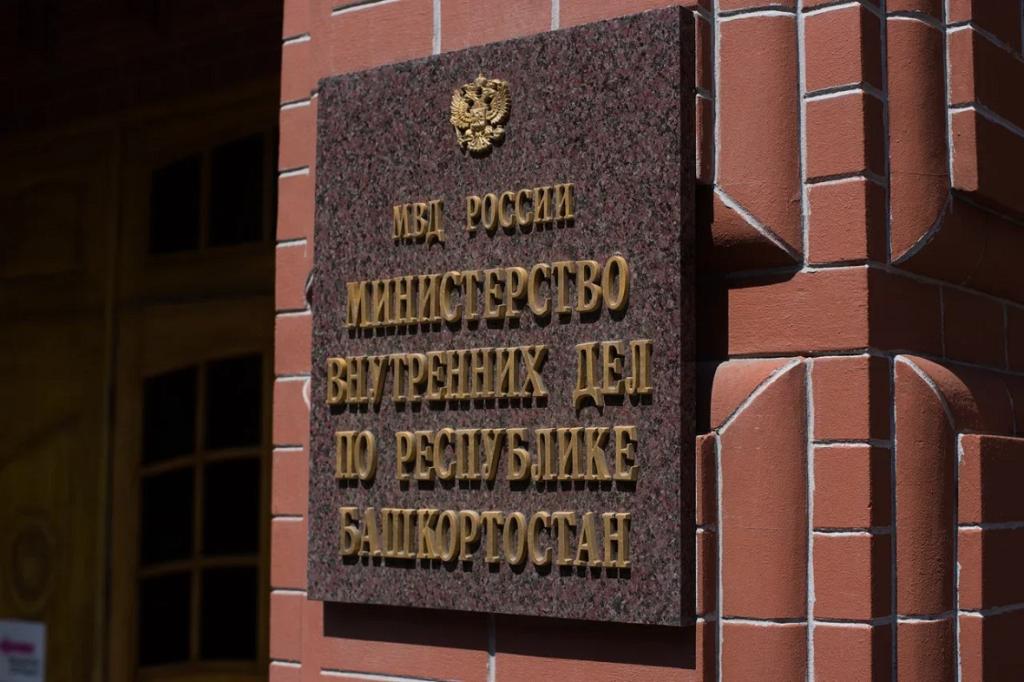 МВД РОССИИ
МИНИСТЕРСТВО
ВНУТРЕННИХ ДЕЛ
ПО РЕСПУБЛИКЕ
БАШКОРТОСТАН